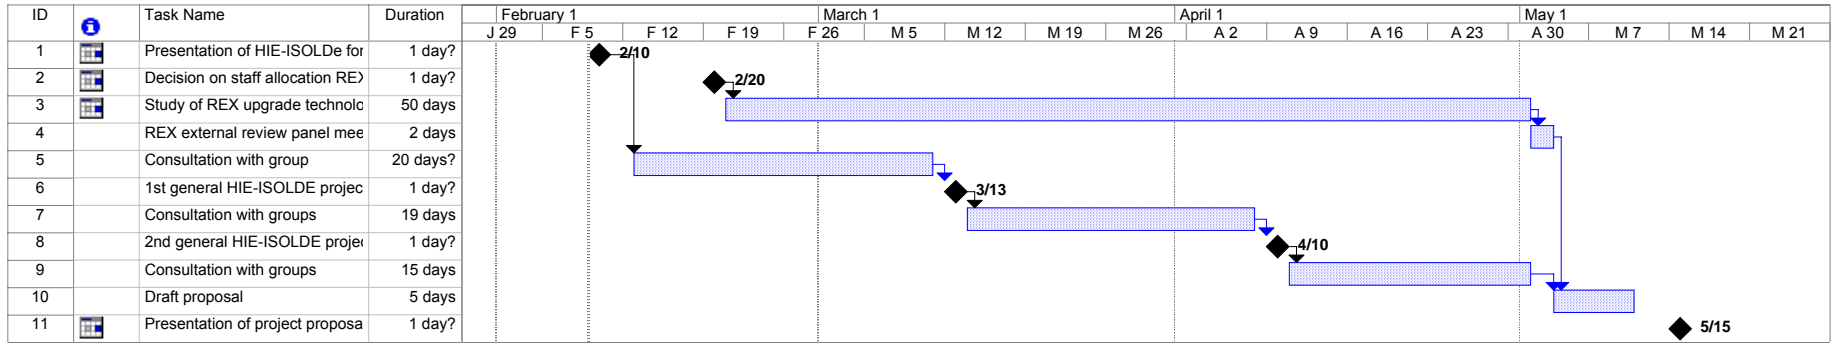 ID Task Name Duration February 1 March 1 April 1 May 1
J 29 F 5 F 12 F 19 F 26 M 5 M 12 M 19 M 26 A 2 A 9 A 16 A 23 A 30 M 7 M 14 M 21
1 Presentation of HIE-ISOLDe for 1 day? 2/10
2 Decision on staff allocation REX 1 day? 2/20
3 Study of REX upgrade technolo 50 days
4 REX external review panel mee 2 days
5 Consultation with group 20 days?
6 1st general HIE-ISOLDE projec 1 day? 3/13
7 Consultation with groups 19 days
8 2nd general HIE-ISOLDE projec 1 day? 4/10
9 Consultation with groups 15 days
10 Draft proposal 5 days
11 Presentation of project proposa 1 day? 5/15